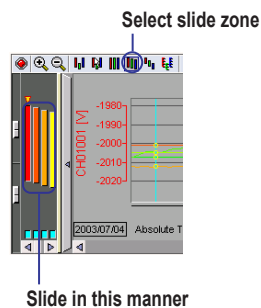 Select slide zone
-1980
-1990
-2000
-2010
-2020
CH01001 [V]
2003/07/04 Absolute T
Slide in this manner